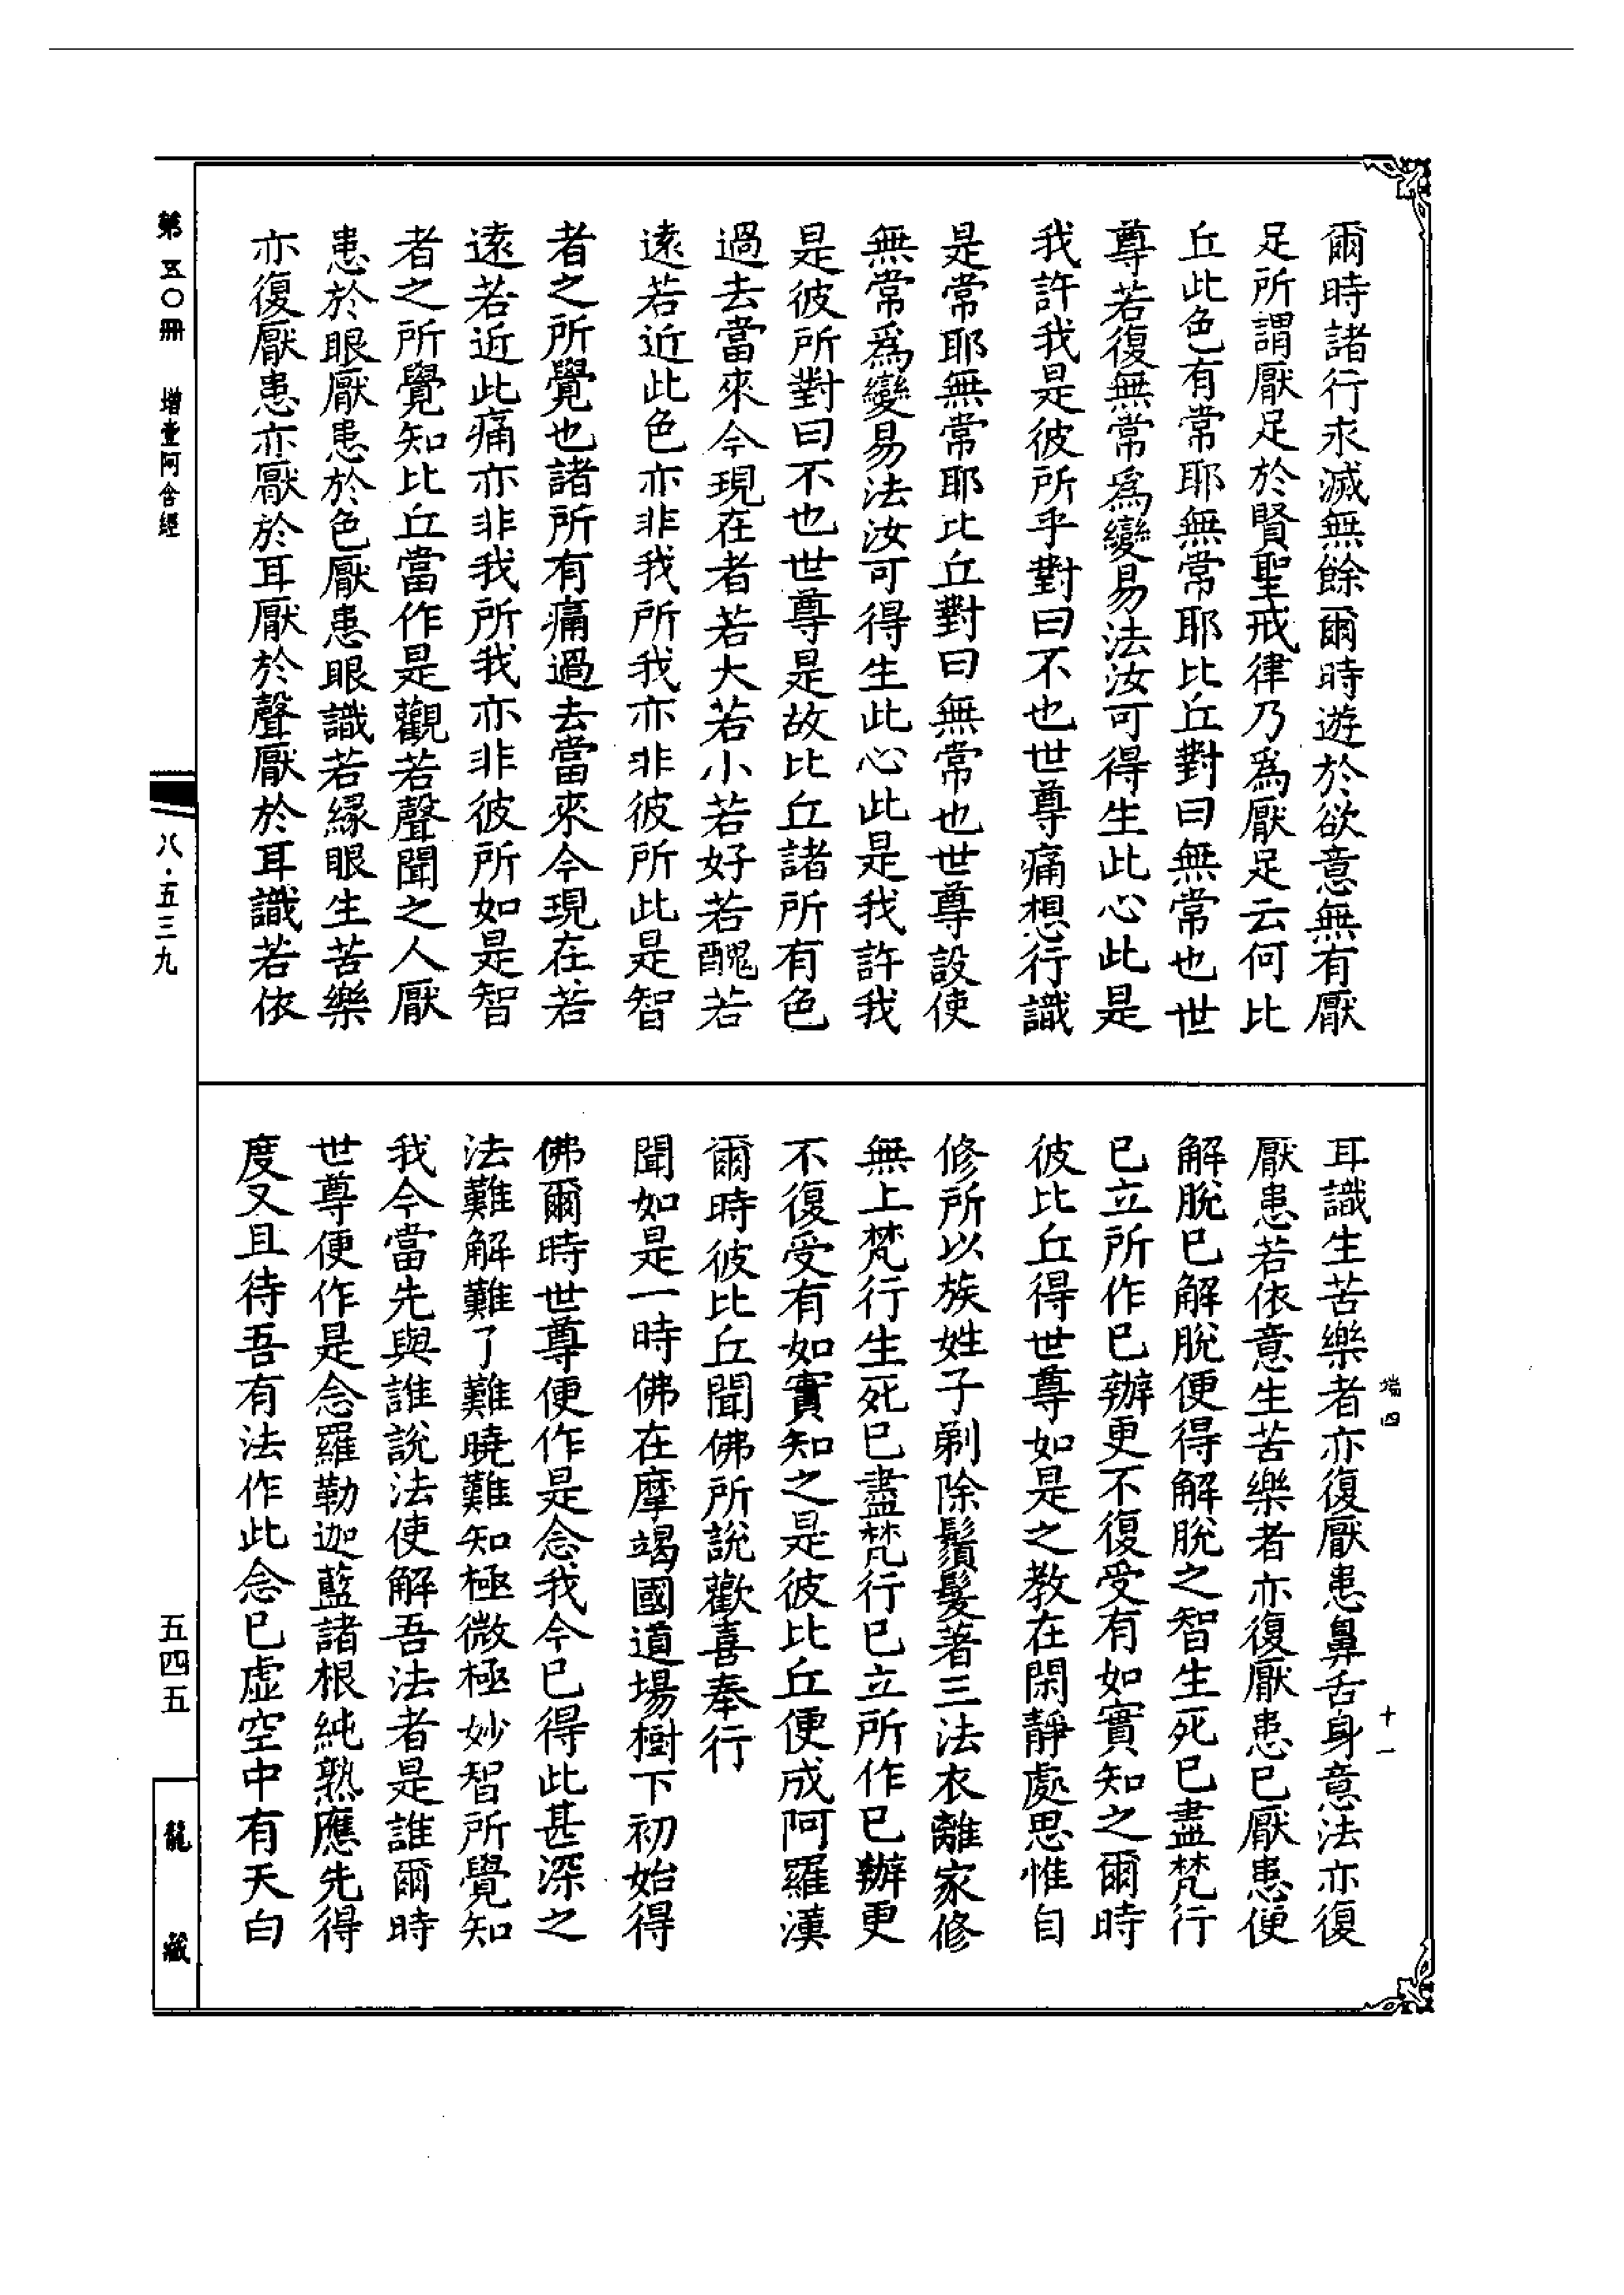 爾時諸行永滅無餘爾時遊於欲意無有厭
足所謂厭足於賢聖戒律乃為厭足云何比
丘此色有常耶無常耶比丘對曰無常也世
尊若復無常為變易法汝可得生此心此是
我許我是彼所乎對曰不也世尊痛想行識
是常耶無常耶比丘對曰無常也世尊設使
無常為變易法汝可得生此心此是我許我
是彼所對曰不也世尊是故比丘諸所有色
過去當來今現在者若大若小若好若醜若
遠若近此色亦非我所我亦非彼所此是智
者之所覺也諸所有痛過去當來今現在若
遠若近此痛亦非我所我亦非彼所如是智
者之所覺知比丘當作是觀若聲聞之人厭
患於眼厭患於色厭患眼識若緣眼生苦樂
亦復厭患亦厭於耳厭於聲厭於耳識若依
耳識生苦樂者亦復厭患鼻舌身意法亦復
厭患若依意生苦樂者亦復厭患已厭患便
解脫已解脫便得解脫之智生死已盡梵行
已立所作已辦更不復受有如實知之爾時
彼比丘得世尊如是之教在閑靜處思惟自
修所以族姓子剃除鬚髮著三法衣離家修
無上梵行生死已盡梵行已立所作已辦更
不復受有如實知之是彼比丘便成阿羅漢
爾時彼比丘聞佛所說歡喜奉行
聞如是一時佛在摩竭國道場樹下初始得
佛爾時世尊便作是念我今已得此甚深之
法難解難了難曉難知極微極妙智所覺知
我今當先與誰說法使解吾法者是誰爾時
世尊便作是念羅勒迦藍諸根純熟應先得
度又且待吾有法作此念已虛空中有天白
端四
十一
第五〇冊 增壹阿含經
八·五三九
五四五
龍藏